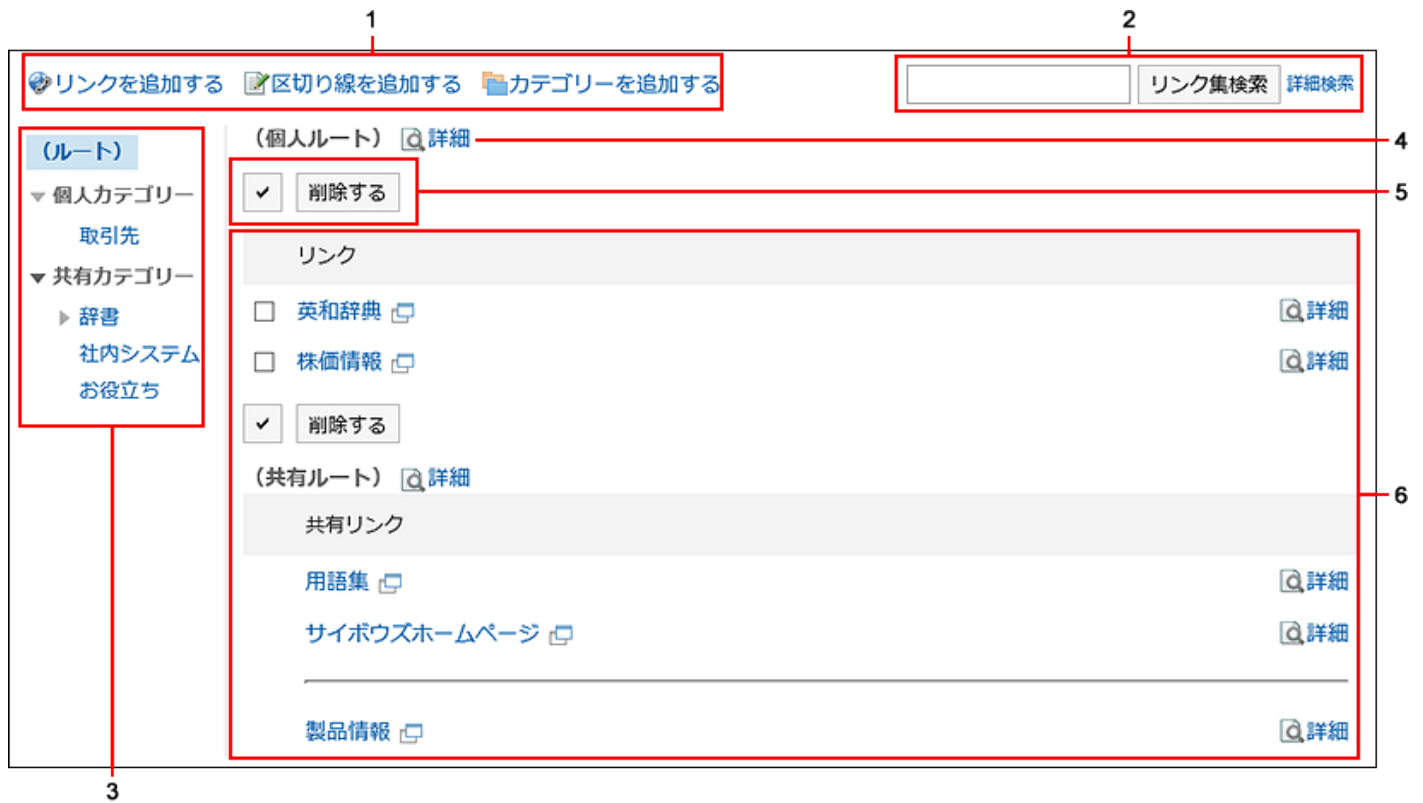 1
2
リンクを追加する 区切り線を追加する カテゴリーを追加する
リンク集検索 詳細検索
(ルート)
個人カテゴリー
取引先
共有カテゴリー
辞書
社内システム
お役立ち
3
(個人ルート) 詳細
4
削除する
5
リンク
英和辞典 詳細
株価情報 詳細
削除する
(共有ルート) 詳細
6
共有リンク
用語集 詳細
サイボウズホームページ 詳細
製品情報 詳細